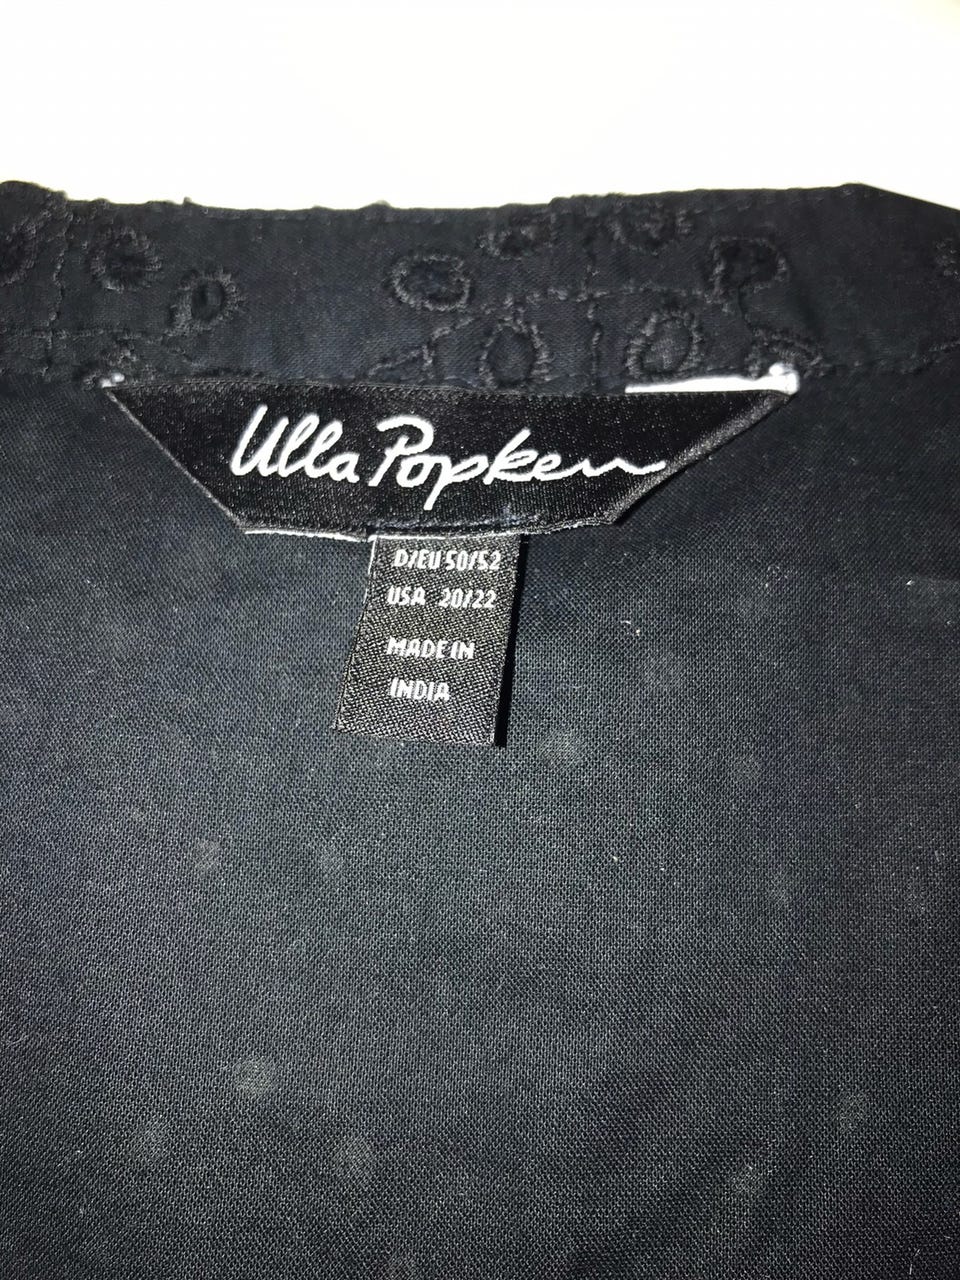 Ulla Popken
D/EU 50/52
USA 20/22
MADE IN
INDIA